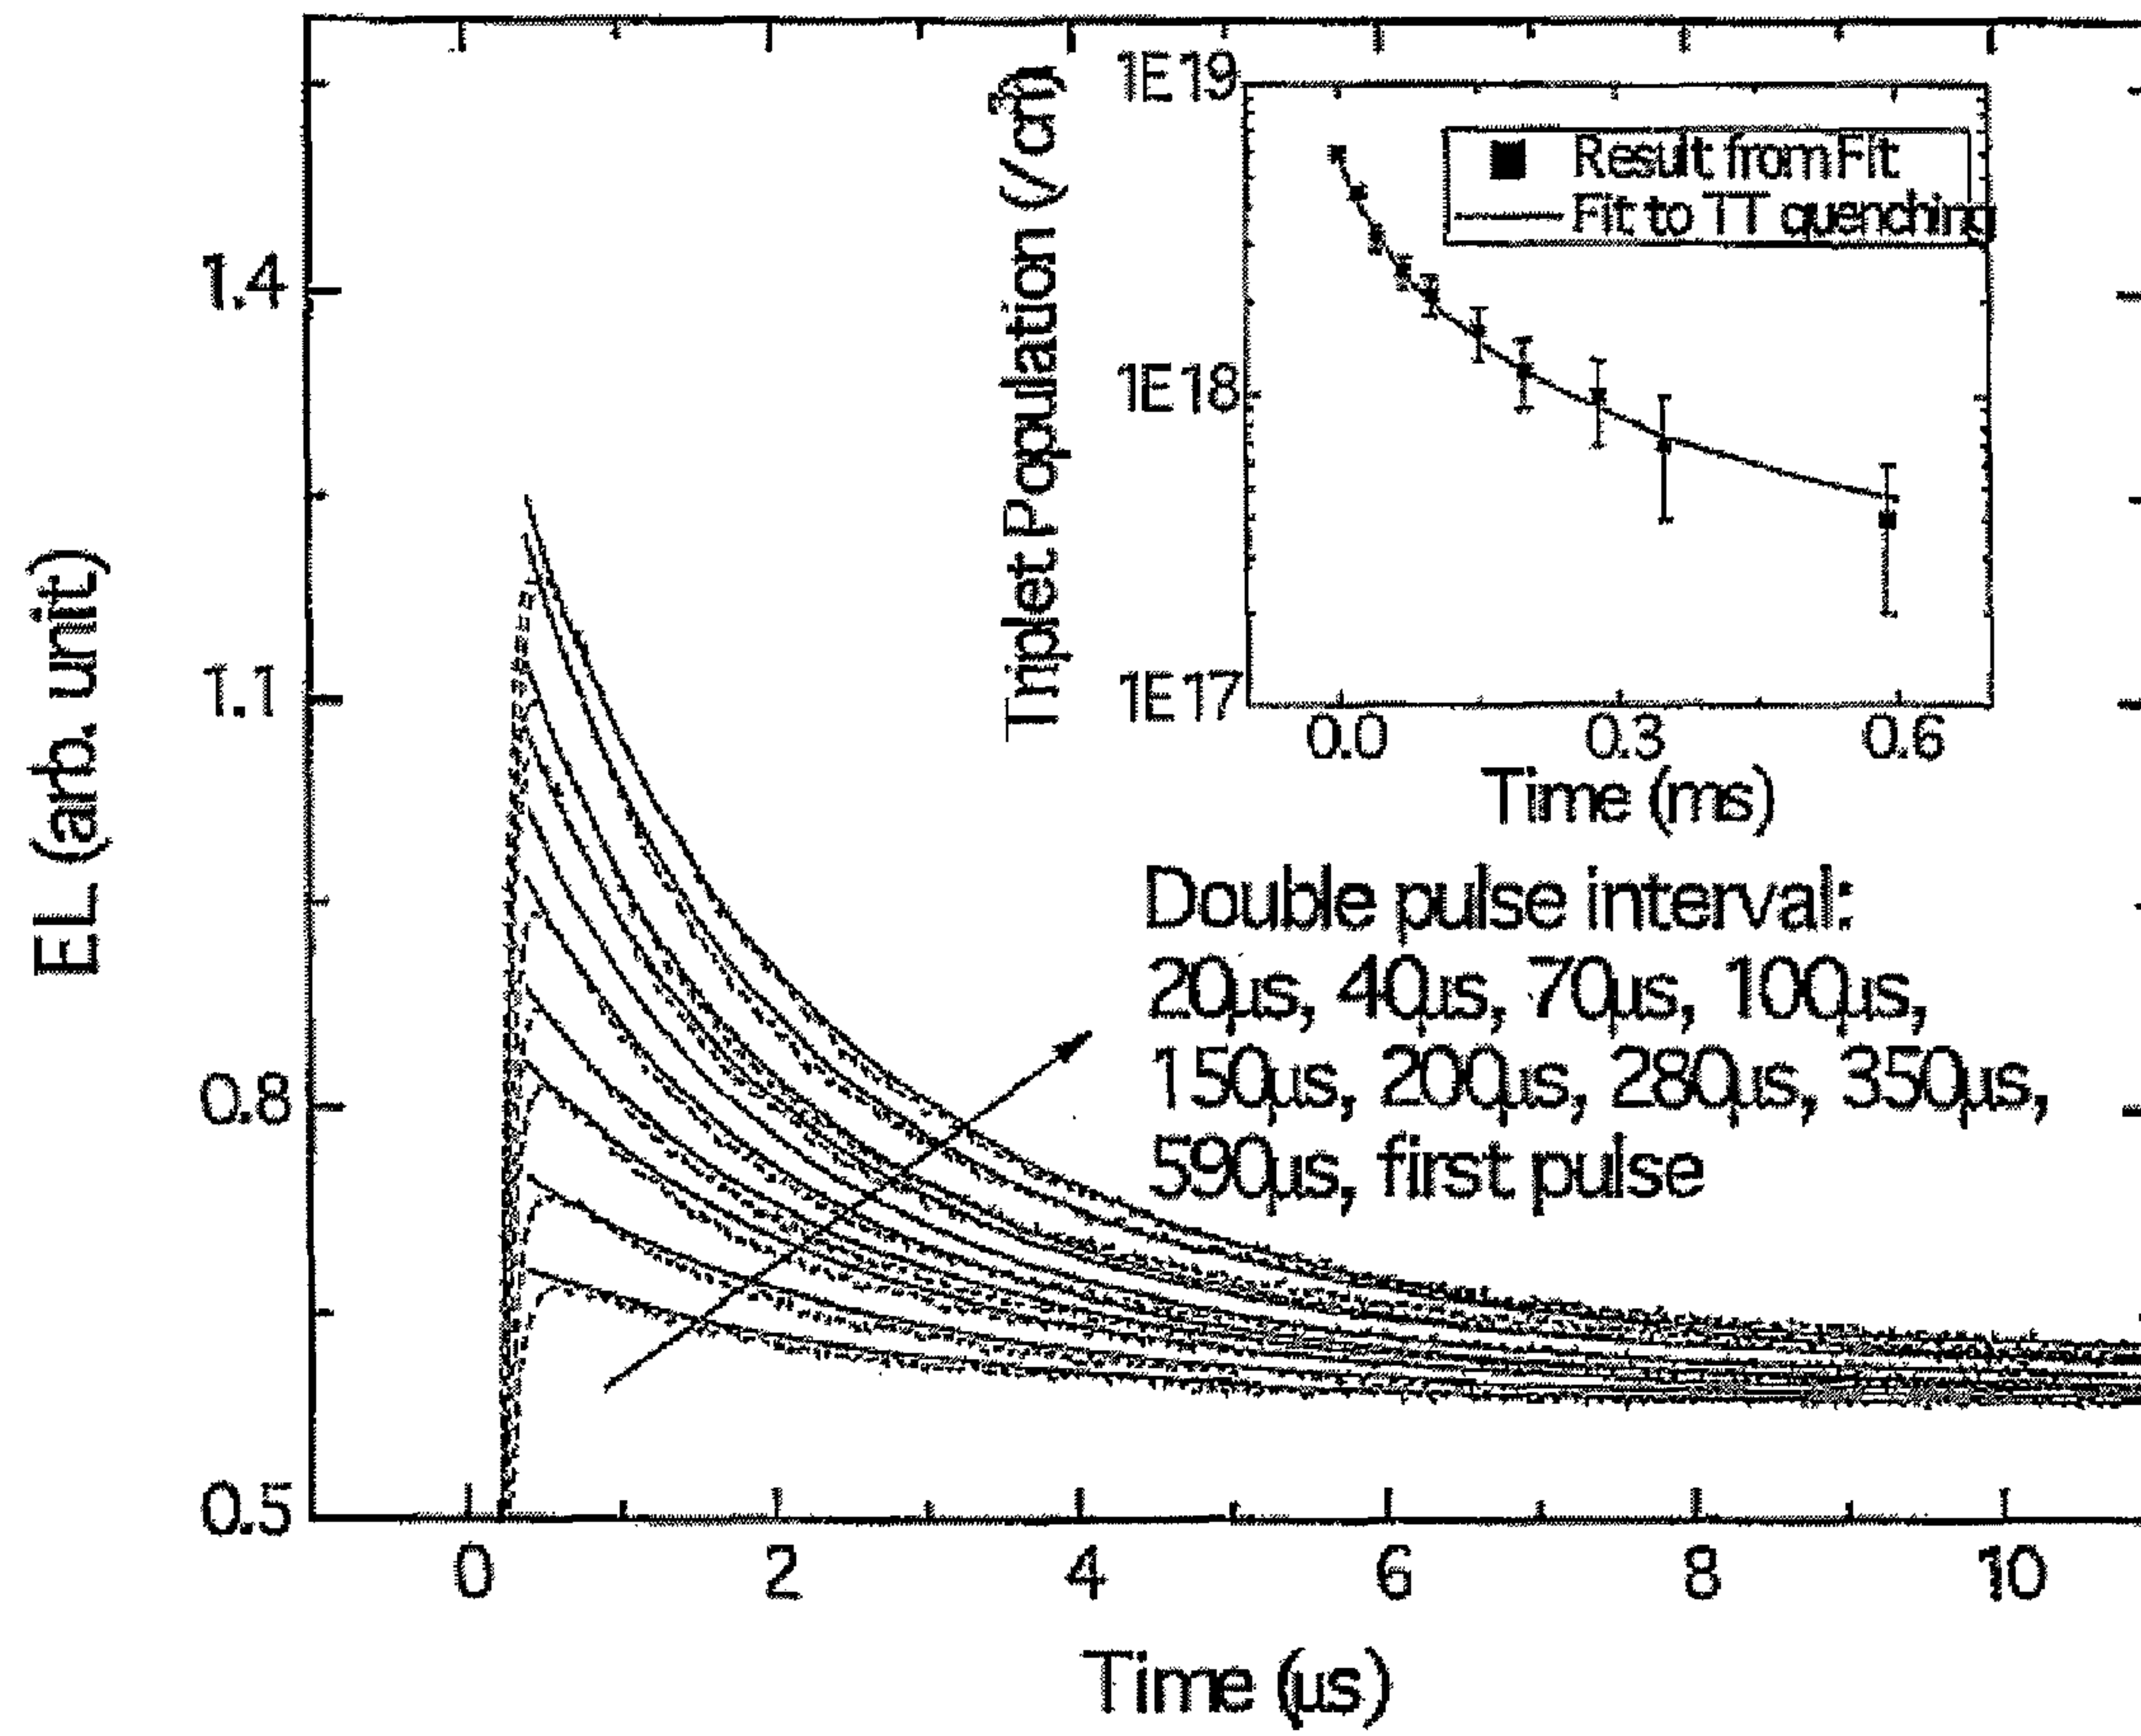 1E19
Triplet Population (/cm³)
Result from Fit
Fit to TT quenching
1E18
1E17
0.0 0.3 0.6
Time (ms)
1.4
1.1
0.8
0.5
EL (arb. unit)
Double pulse interval:
20µs, 40µs, 70µs, 100µs,
150µs, 200µs, 280µs, 350µs,
590µs, first pulse
0 2 4 6 8 10
Time (µs)